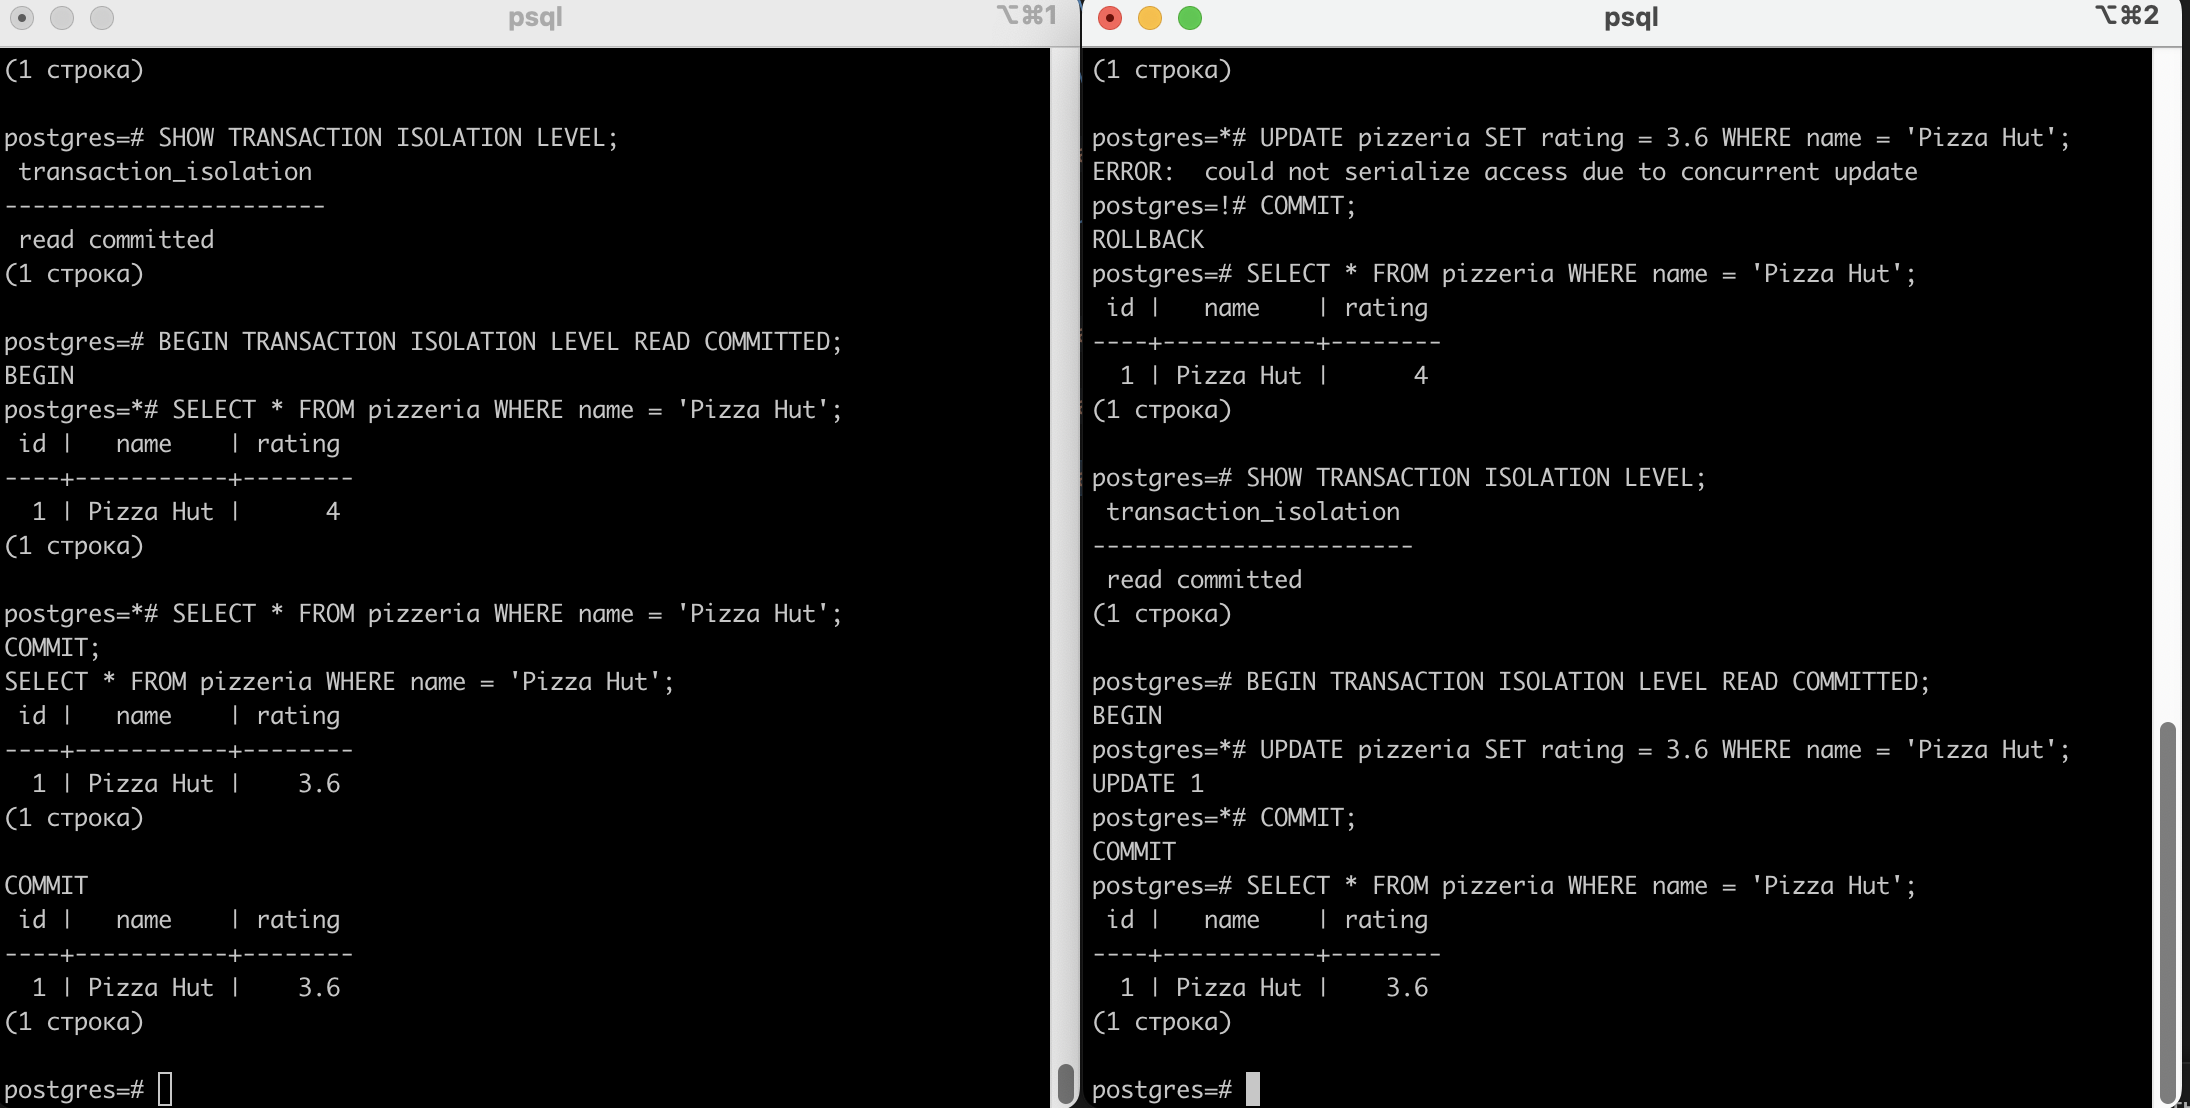 psql
⌥⌘1
(1 строка)

postgres=# SHOW TRANSACTION ISOLATION LEVEL;
 transaction_isolation
-----------------------
 read committed
(1 строка)

postgres=# BEGIN TRANSACTION ISOLATION LEVEL READ COMMITTED;
BEGIN
postgres=*# SELECT * FROM pizzeria WHERE name = 'Pizza Hut';
 id |   name    | rating
----+-----------+--------
  1 | Pizza Hut |      4
(1 строка)

postgres=*# SELECT * FROM pizzeria WHERE name = 'Pizza Hut';
COMMIT;
SELECT * FROM pizzeria WHERE name = 'Pizza Hut';
 id |   name    | rating
----+-----------+--------
  1 | Pizza Hut |    3.6
(1 строка)

COMMIT
 id |   name    | rating
----+-----------+--------
  1 | Pizza Hut |    3.6
(1 строка)

postgres=#
psql
⌥⌘2
(1 строка)

postgres=*# UPDATE pizzeria SET rating = 3.6 WHERE name = 'Pizza Hut';
ERROR:  could not serialize access due to concurrent update
postgres=!# COMMIT;
ROLLBACK
postgres=# SELECT * FROM pizzeria WHERE name = 'Pizza Hut';
 id |   name    | rating
----+-----------+--------
  1 | Pizza Hut |      4
(1 строка)

postgres=# SHOW TRANSACTION ISOLATION LEVEL;
 transaction_isolation
-----------------------
 read committed
(1 строка)

postgres=# BEGIN TRANSACTION ISOLATION LEVEL READ COMMITTED;
BEGIN
postgres=*# UPDATE pizzeria SET rating = 3.6 WHERE name = 'Pizza Hut';
UPDATE 1
postgres=*# COMMIT;
COMMIT
postgres=# SELECT * FROM pizzeria WHERE name = 'Pizza Hut';
 id |   name    | rating
----+-----------+--------
  1 | Pizza Hut |    3.6
(1 строка)

postgres=#